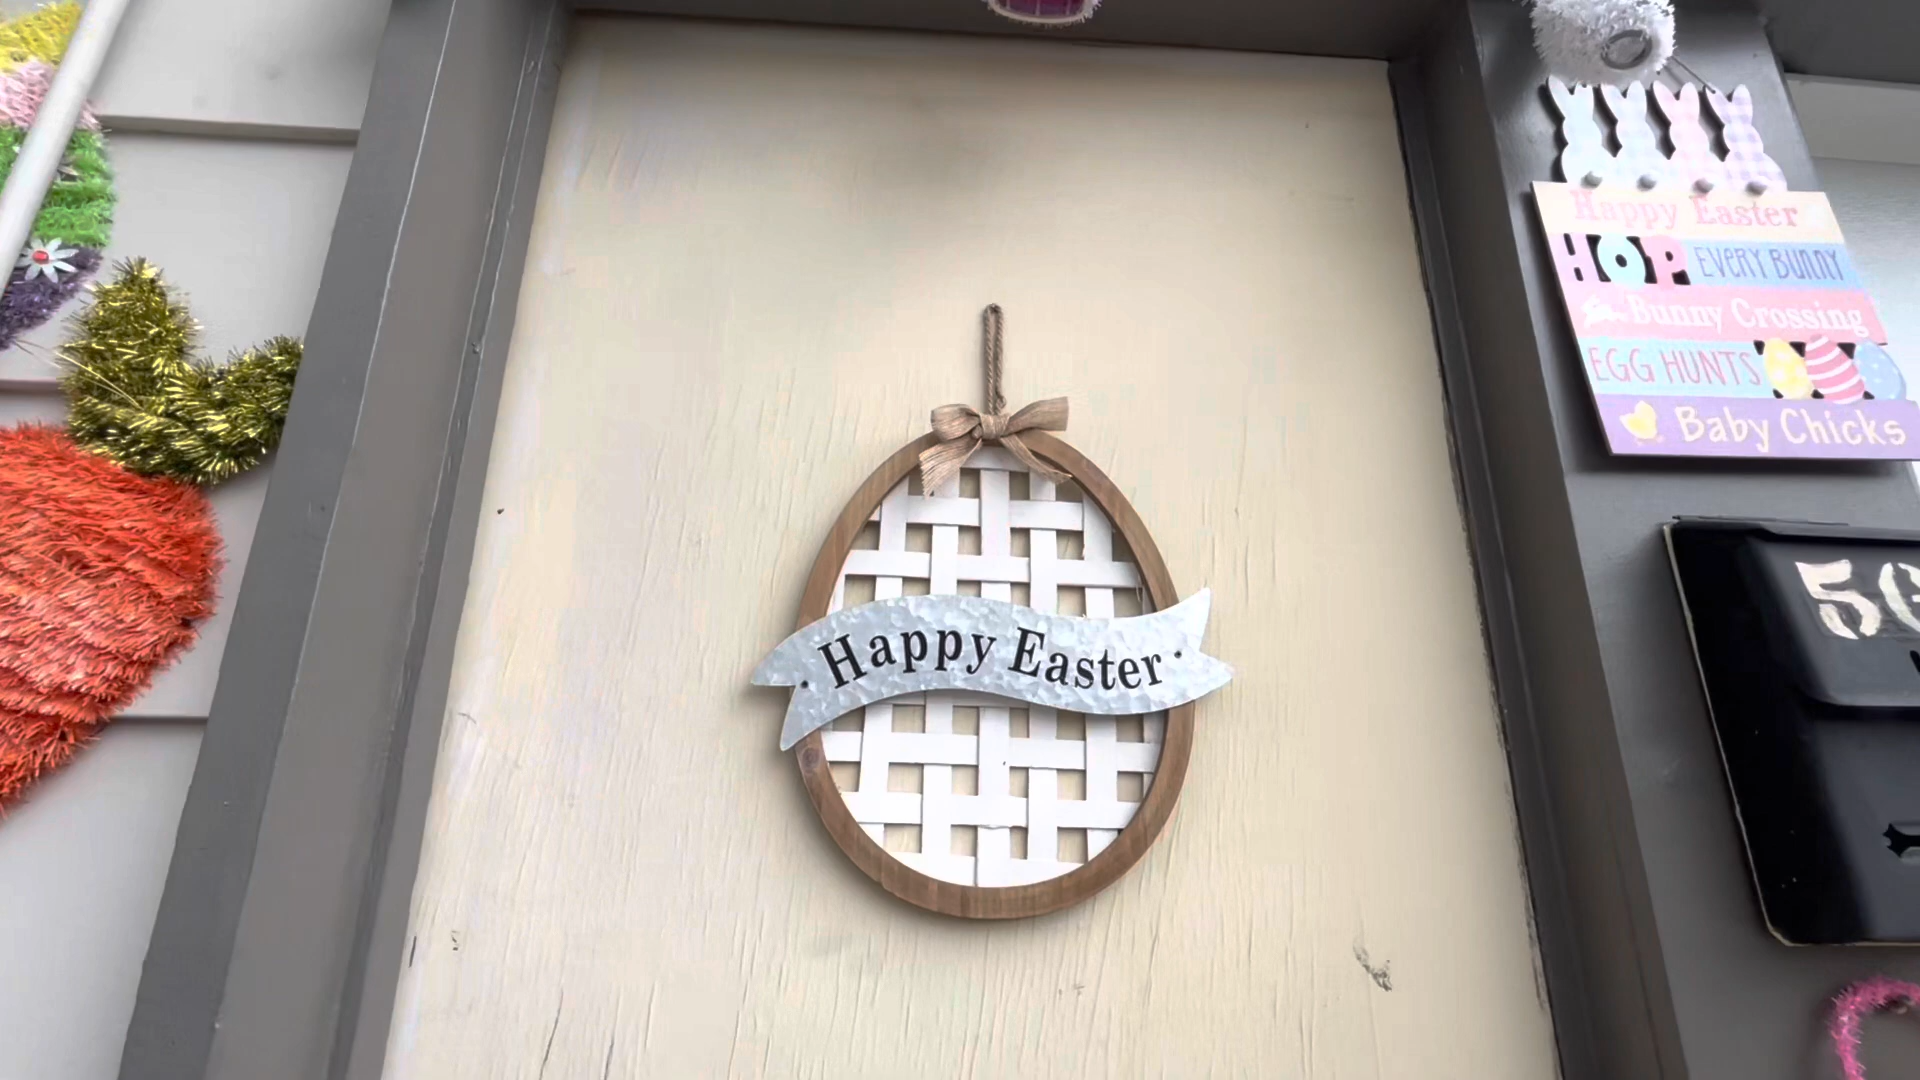 Happy Easter
HOP EVERY BUNNY
Bunny Crossing
EGG HUNTS
Baby Chicks
Happy Easter